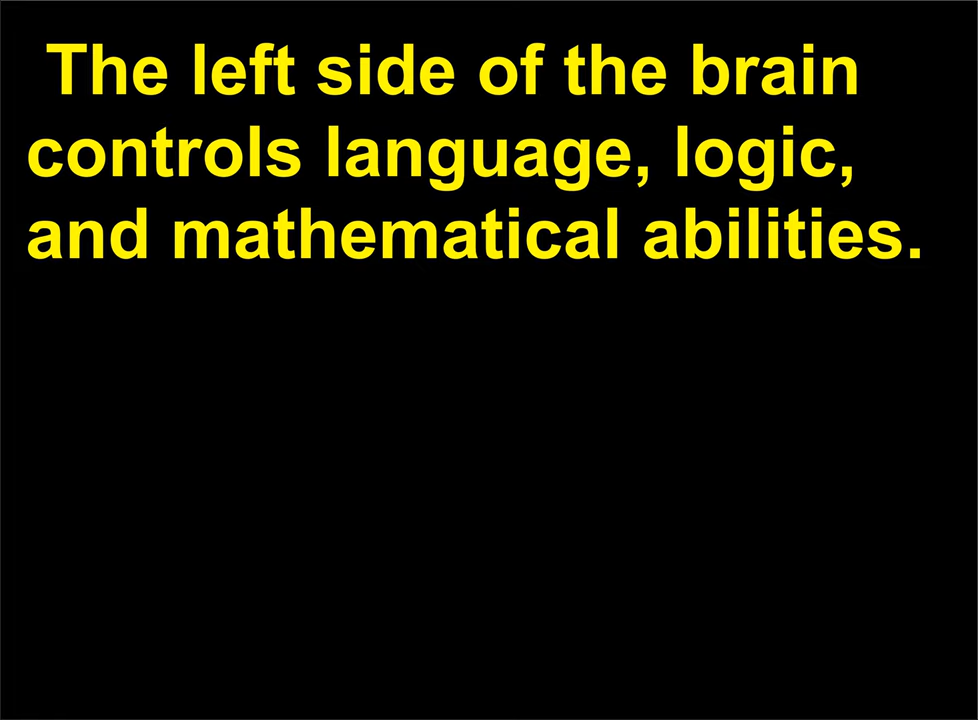 The left side of the brain
controls language, logic,
and mathematical abilities.